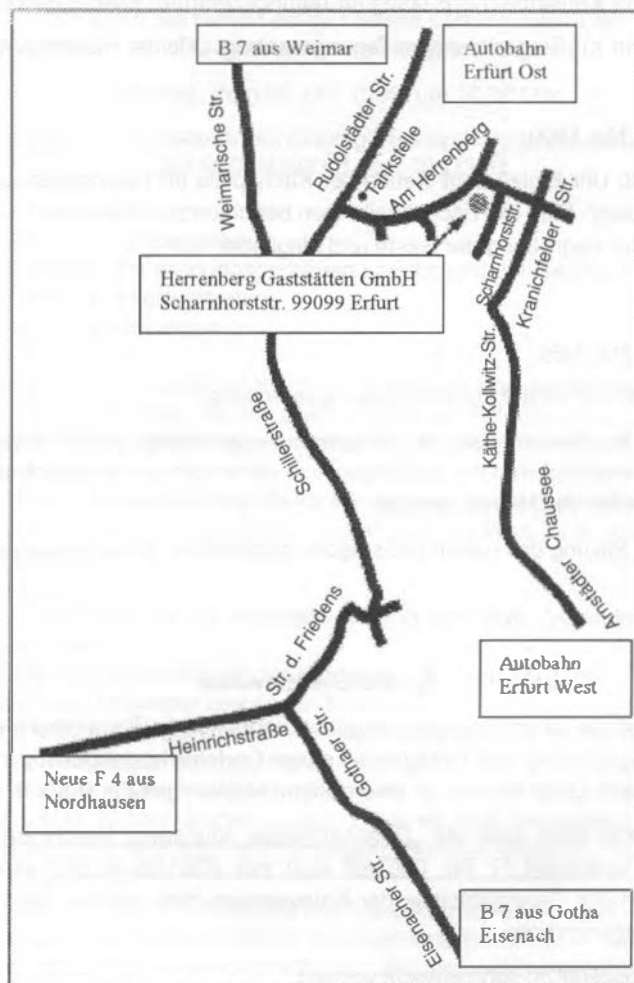 B 7 aus Weimar
Autobahn
Erfurt Ost
Weimarische Str.
Rudolstädter Str.
Tankstelle
Am Herrenberg
Scharnhorststr.
Kranichfelder Str.
Herrenberg Gaststätten GmbH
Scharnhorststr. 99099 Erfurt
Käthe-Kollwitz-Str.
Schillerstraße
Arnstädter Chaussee
Str. d. Friedens
Autobahn
Erfurt West
Heinrichstraße
Gothaer Str.
Neue F 4 aus
Nordhausen
Eisenacher Str.
B 7 aus Gotha
Eisenach